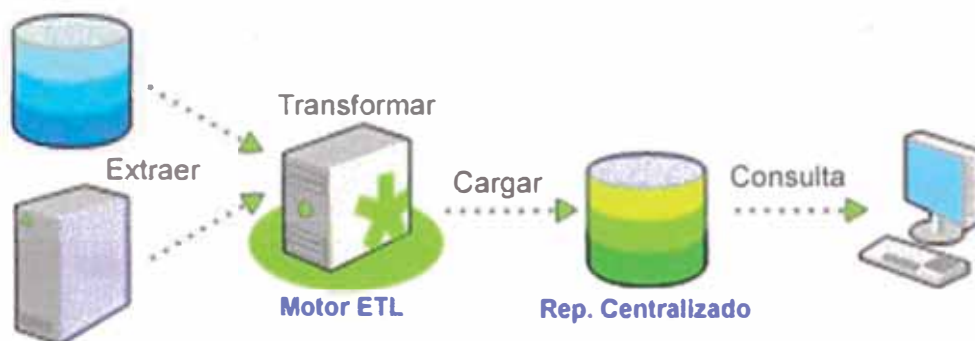 Transformar
Extraer
Cargar
Consulta
Motor ETL
Rep. Centralizado